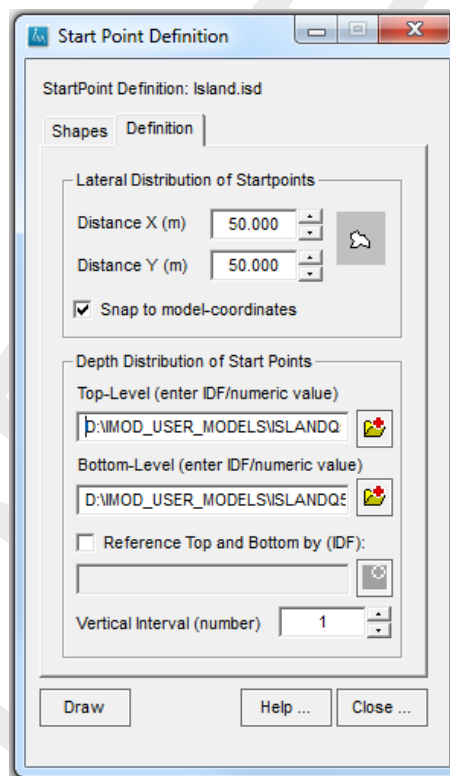 Start Point Definition
StartPoint Definition: Island.isd
Shapes Definition
Lateral Distribution of Startpoints
Distance X (m) 50.000
Distance Y (m) 50.000
Snap to model-coordinates
Depth Distribution of Start Points
Top-Level (enter IDF/numeric value)
D:\IMOD_USER_MODELS\ISLANDQ
Bottom-Level (enter IDF/numeric value)
D:\IMOD_USER_MODELS\ISLANDQ5
Reference Top and Bottom by (IDF):
Vertical Interval (number) 1
Draw Help ... Close ...